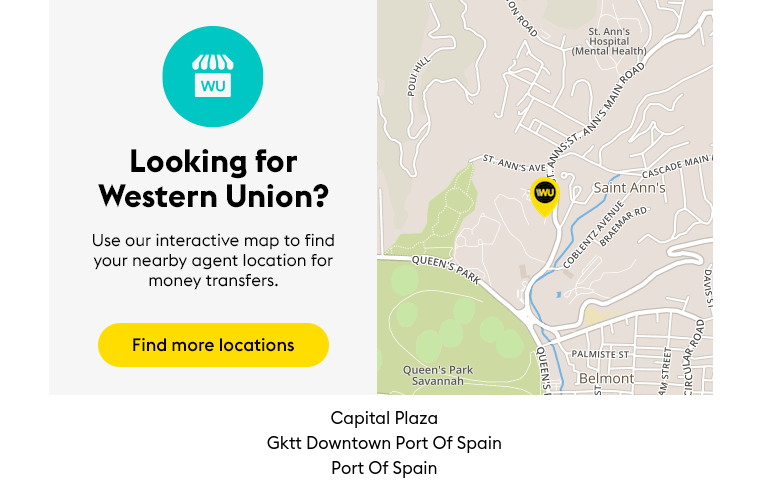 WU
Looking for
Western Union?
Use our interactive map to find
your nearby agent location for
money transfers.
Find more locations
ON ROAD
St. Ann's
Hospital
(Mental Health)
POUI HILL
ST. ANN'S MAIN ROAD
ST. ANN'S AVE
T. ANN'S
CASCADE MAIN
WU
Saint Ann's
COBLENTZ AVENUE
BRAEMAR RD
QUEEN'S PARK
DAVIS ST
Queen's Park
Savannah
QUEEN'S
PALMISTE ST
Belmont
AM STREET
CIRCULAR ROAD
Capital Plaza
Gktt Downtown Port Of Spain
Port Of Spain